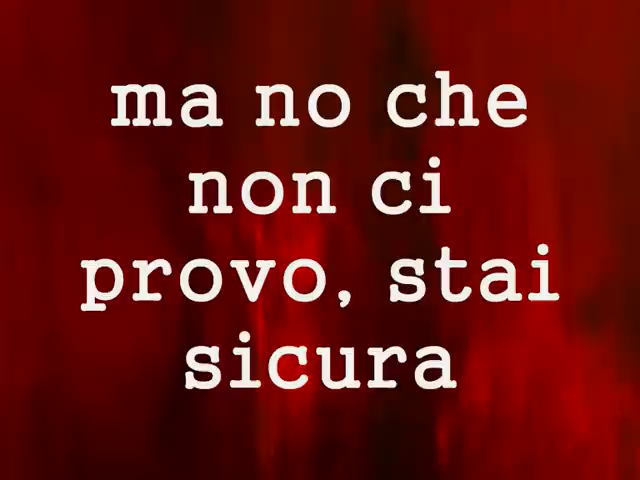 ma no che
non ci
provo, stai
sicura